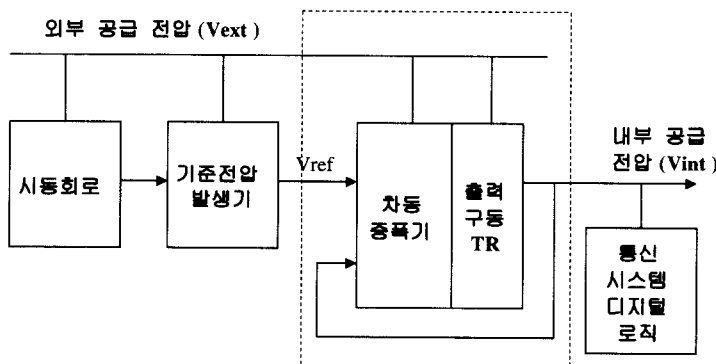 외부 공급 전압 (Vext )
시동회로
기준전압
발생기
Vref
차동
증폭기
출력
구동
TR
내부 공급
전압 (Vint )
통신
시스템
디지털
로직